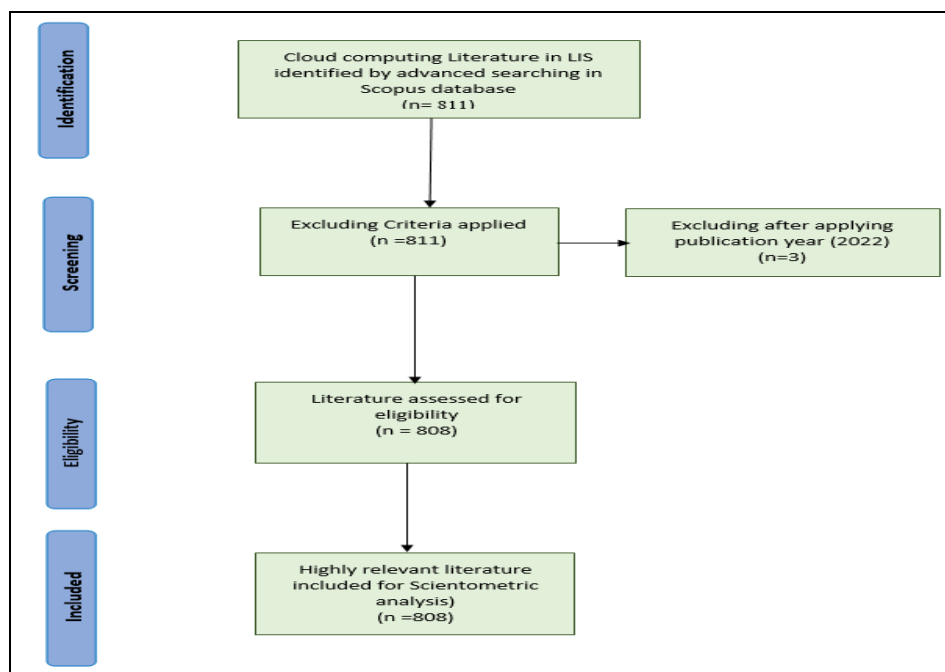 Identification
Cloud computing Literature in LIS
identified by advanced searching in
Scopus database
(n= 811)
Screening
Excluding Criteria applied
(n =811)
Excluding after applying
publication year (2022)
(n=3)
Eligibility
Literature assessed for
eligibility
(n = 808)
Included
Highly relevant literature
included for Scientometric
analysis)
(n =808)